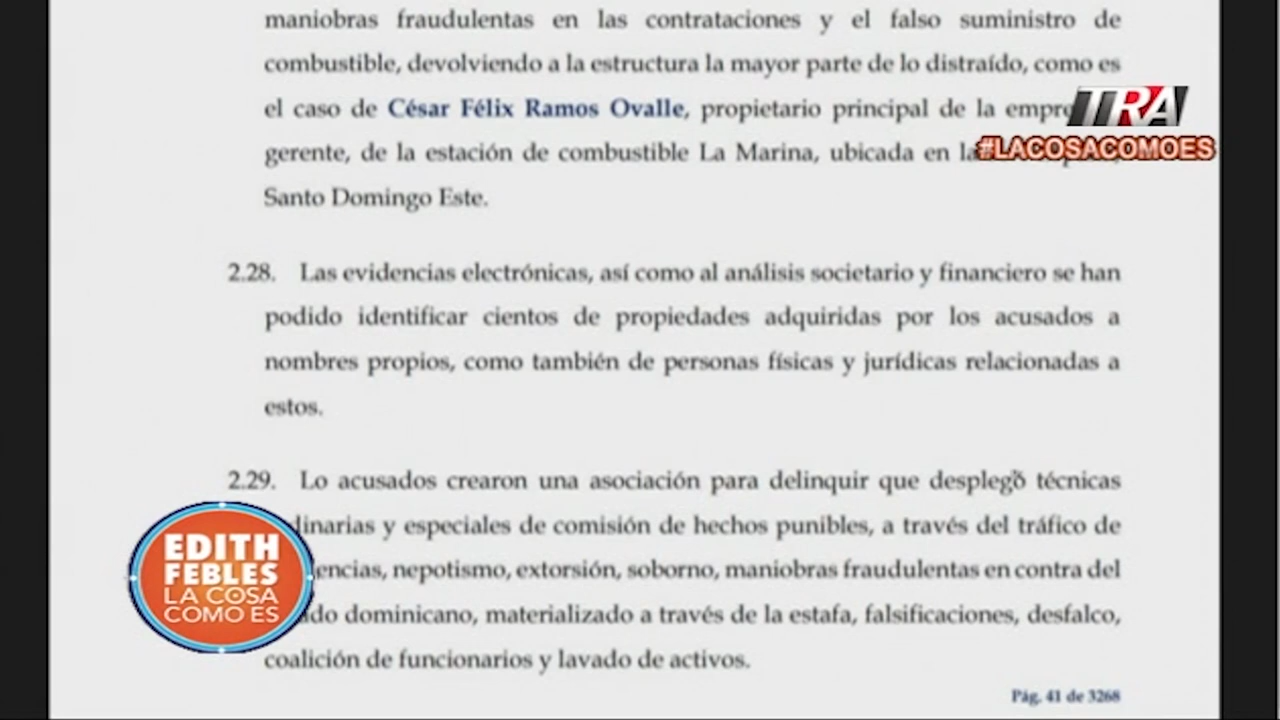 maniobras fraudulentas en las contrataciones y el falso suministro de
combustible, devolviendo a la estructura la mayor parte de lo distraído, como es
el caso de César Félix Ramos Ovalle, propietario principal de la
gerente, de la estación de combustible La Marina, ubicada en
Santo Domingo Este.
TRA
#LACOSACOMOES
2.28. Las evidencias electrónicas, así como al análisis societario y financiero se han
podido identificar cientos de propiedades adquiridas por los acusados a
nombres propios, como también de personas físicas y jurídicas relacionadas a
estos.
2.29. Lo acusados crearon una asociación para delinquir que desplegó técnicas
y especiales de comisión de hechos punibles, a través del tráfico de
nepotismo, extorsión, soborno, maniobras fraudulentas en contra del
dominicano, materializado a través de la estafa, falsificaciones, desfalco,
coalición de funcionarios y lavado de activos.
EDITH
FEBLES
LA COSA
COMO ES
Pág. 41 de 3268